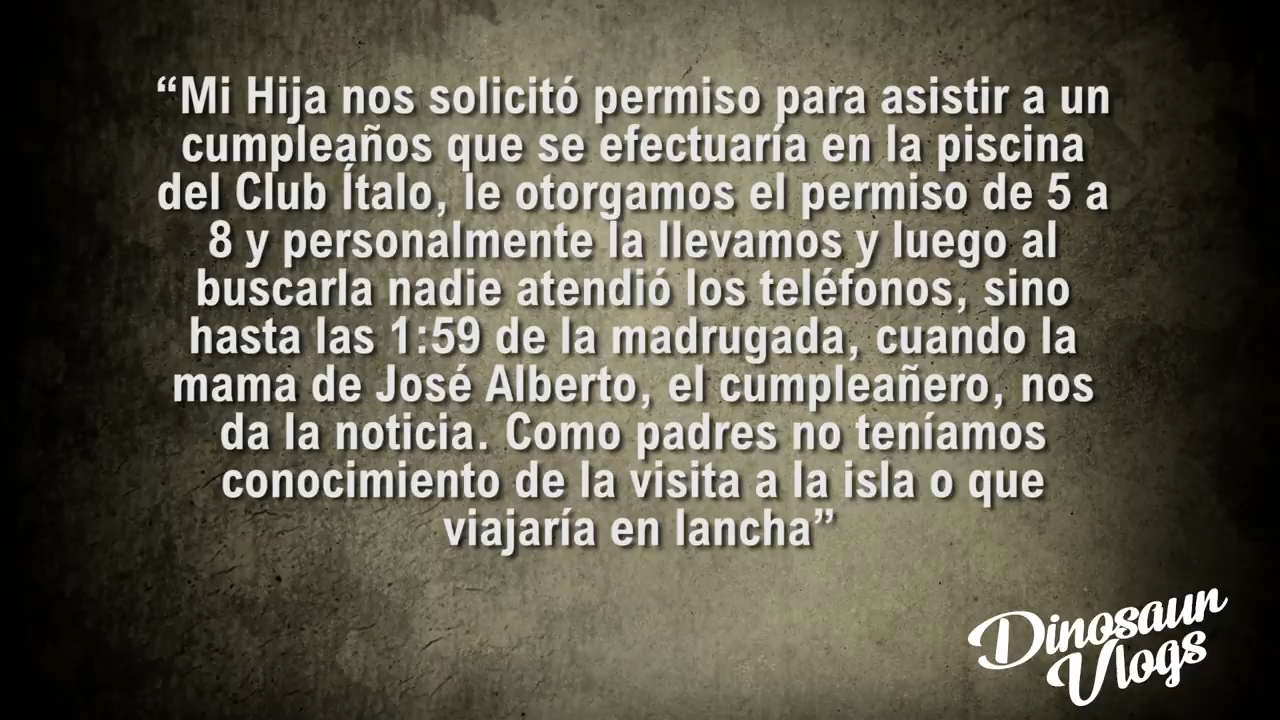 “Mi Hija nos solicitó permiso para asistir a un
cumpleaños que se efectuaría en la piscina
del Club Ítalo, le otorgamos el permiso de 5 a
8 y personalmente la llevamos y luego al
buscarla nadie atendió los teléfonos, sino
hasta las 1:59 de la madrugada, cuando la
mama de José Alberto, el cumpleañero, nos
da la noticia. Como padres no teníamos
conocimiento de la visita a la isla o que
viajaría en lancha”
Dinosaun
Vlogs